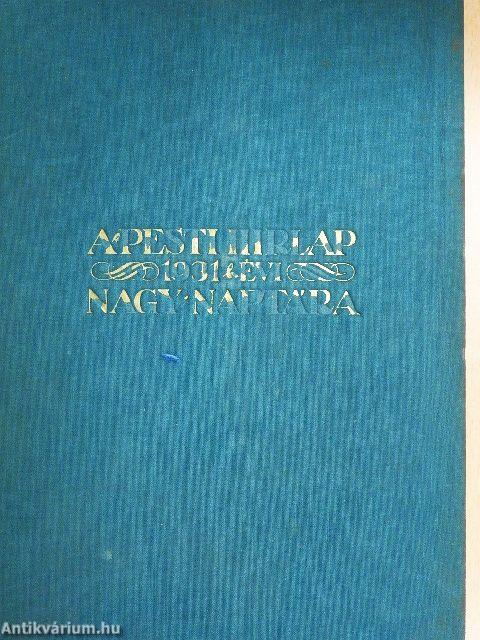 A PESTI HIRLAP
1931 ÉVI
NAGY NAPTÁRA
Antikvárium.hu